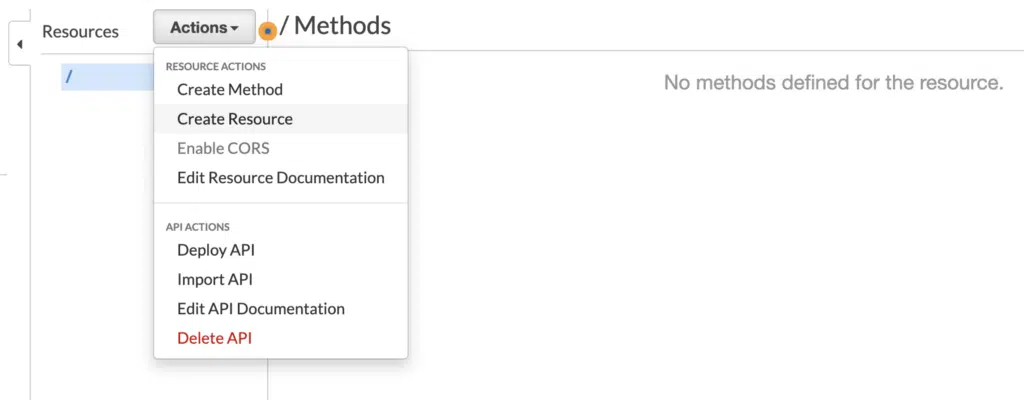 Resources
Actions
/ Methods
/
No methods defined for the resource.
RESOURCE ACTIONS
Create Method
Create Resource
Enable CORS
Edit Resource Documentation
API ACTIONS
Deploy API
Import API
Edit API Documentation
Delete API